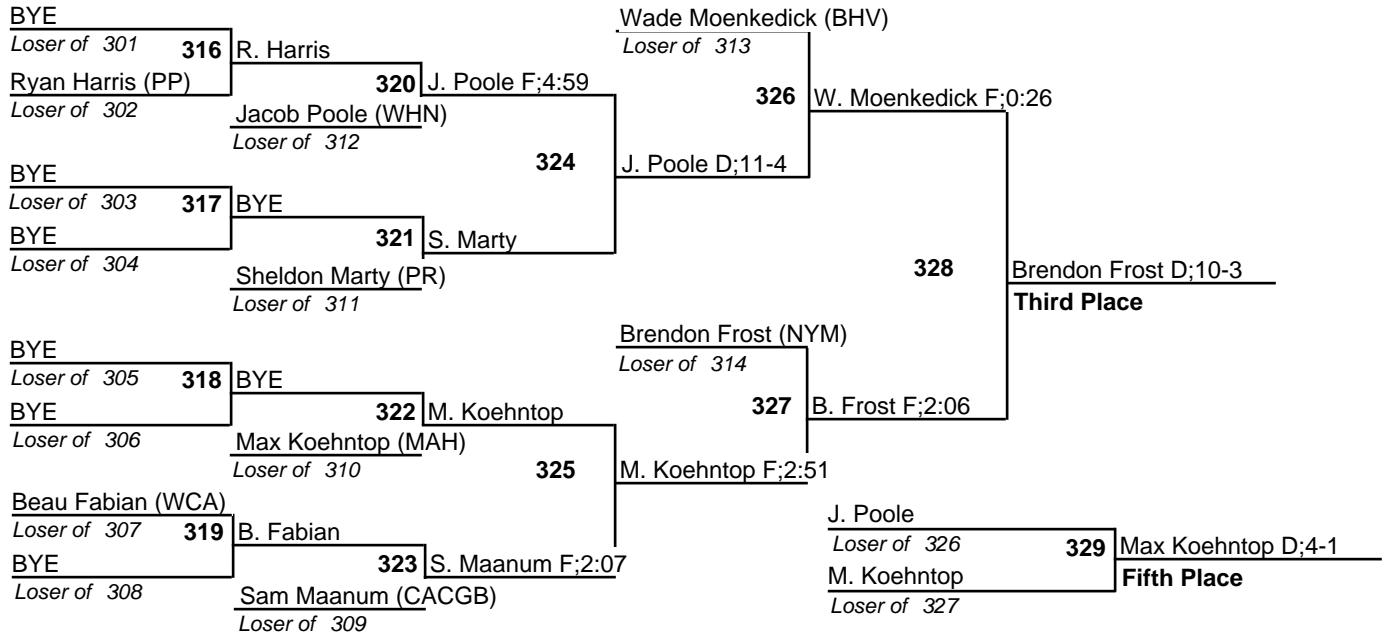 BYE
Loser of 301
316
R. Harris
Ryan Harris (PP)
Loser of 302
320
J. Poole F;4:59
Jacob Poole (WHN)
Loser of 312
BYE
Loser of 303
317
BYE
BYE
Loser of 304
321
S. Marty
Sheldon Marty (PR)
Loser of 311
324
J. Poole D;11-4
Wade Moenkedick (BHV)
Loser of 313
326
W. Moenkedick F;0:26
BYE
Loser of 305
318
BYE
BYE
Loser of 306
322
M. Koehntop
Max Koehntop (MAH)
Loser of 310
Beau Fabian (WCA)
Loser of 307
319
B. Fabian
BYE
Loser of 308
323
S. Maanum F;2:07
Sam Maanum (CACGB)
Loser of 309
325
M. Koehntop F;2:51
Brendon Frost (NYM)
Loser of 314
327
B. Frost F;2:06
328
Brendon Frost D;10-3
Third Place
J. Poole
Loser of 326
329
Max Koehntop D;4-1
M. Koehntop
Fifth Place
Loser of 327